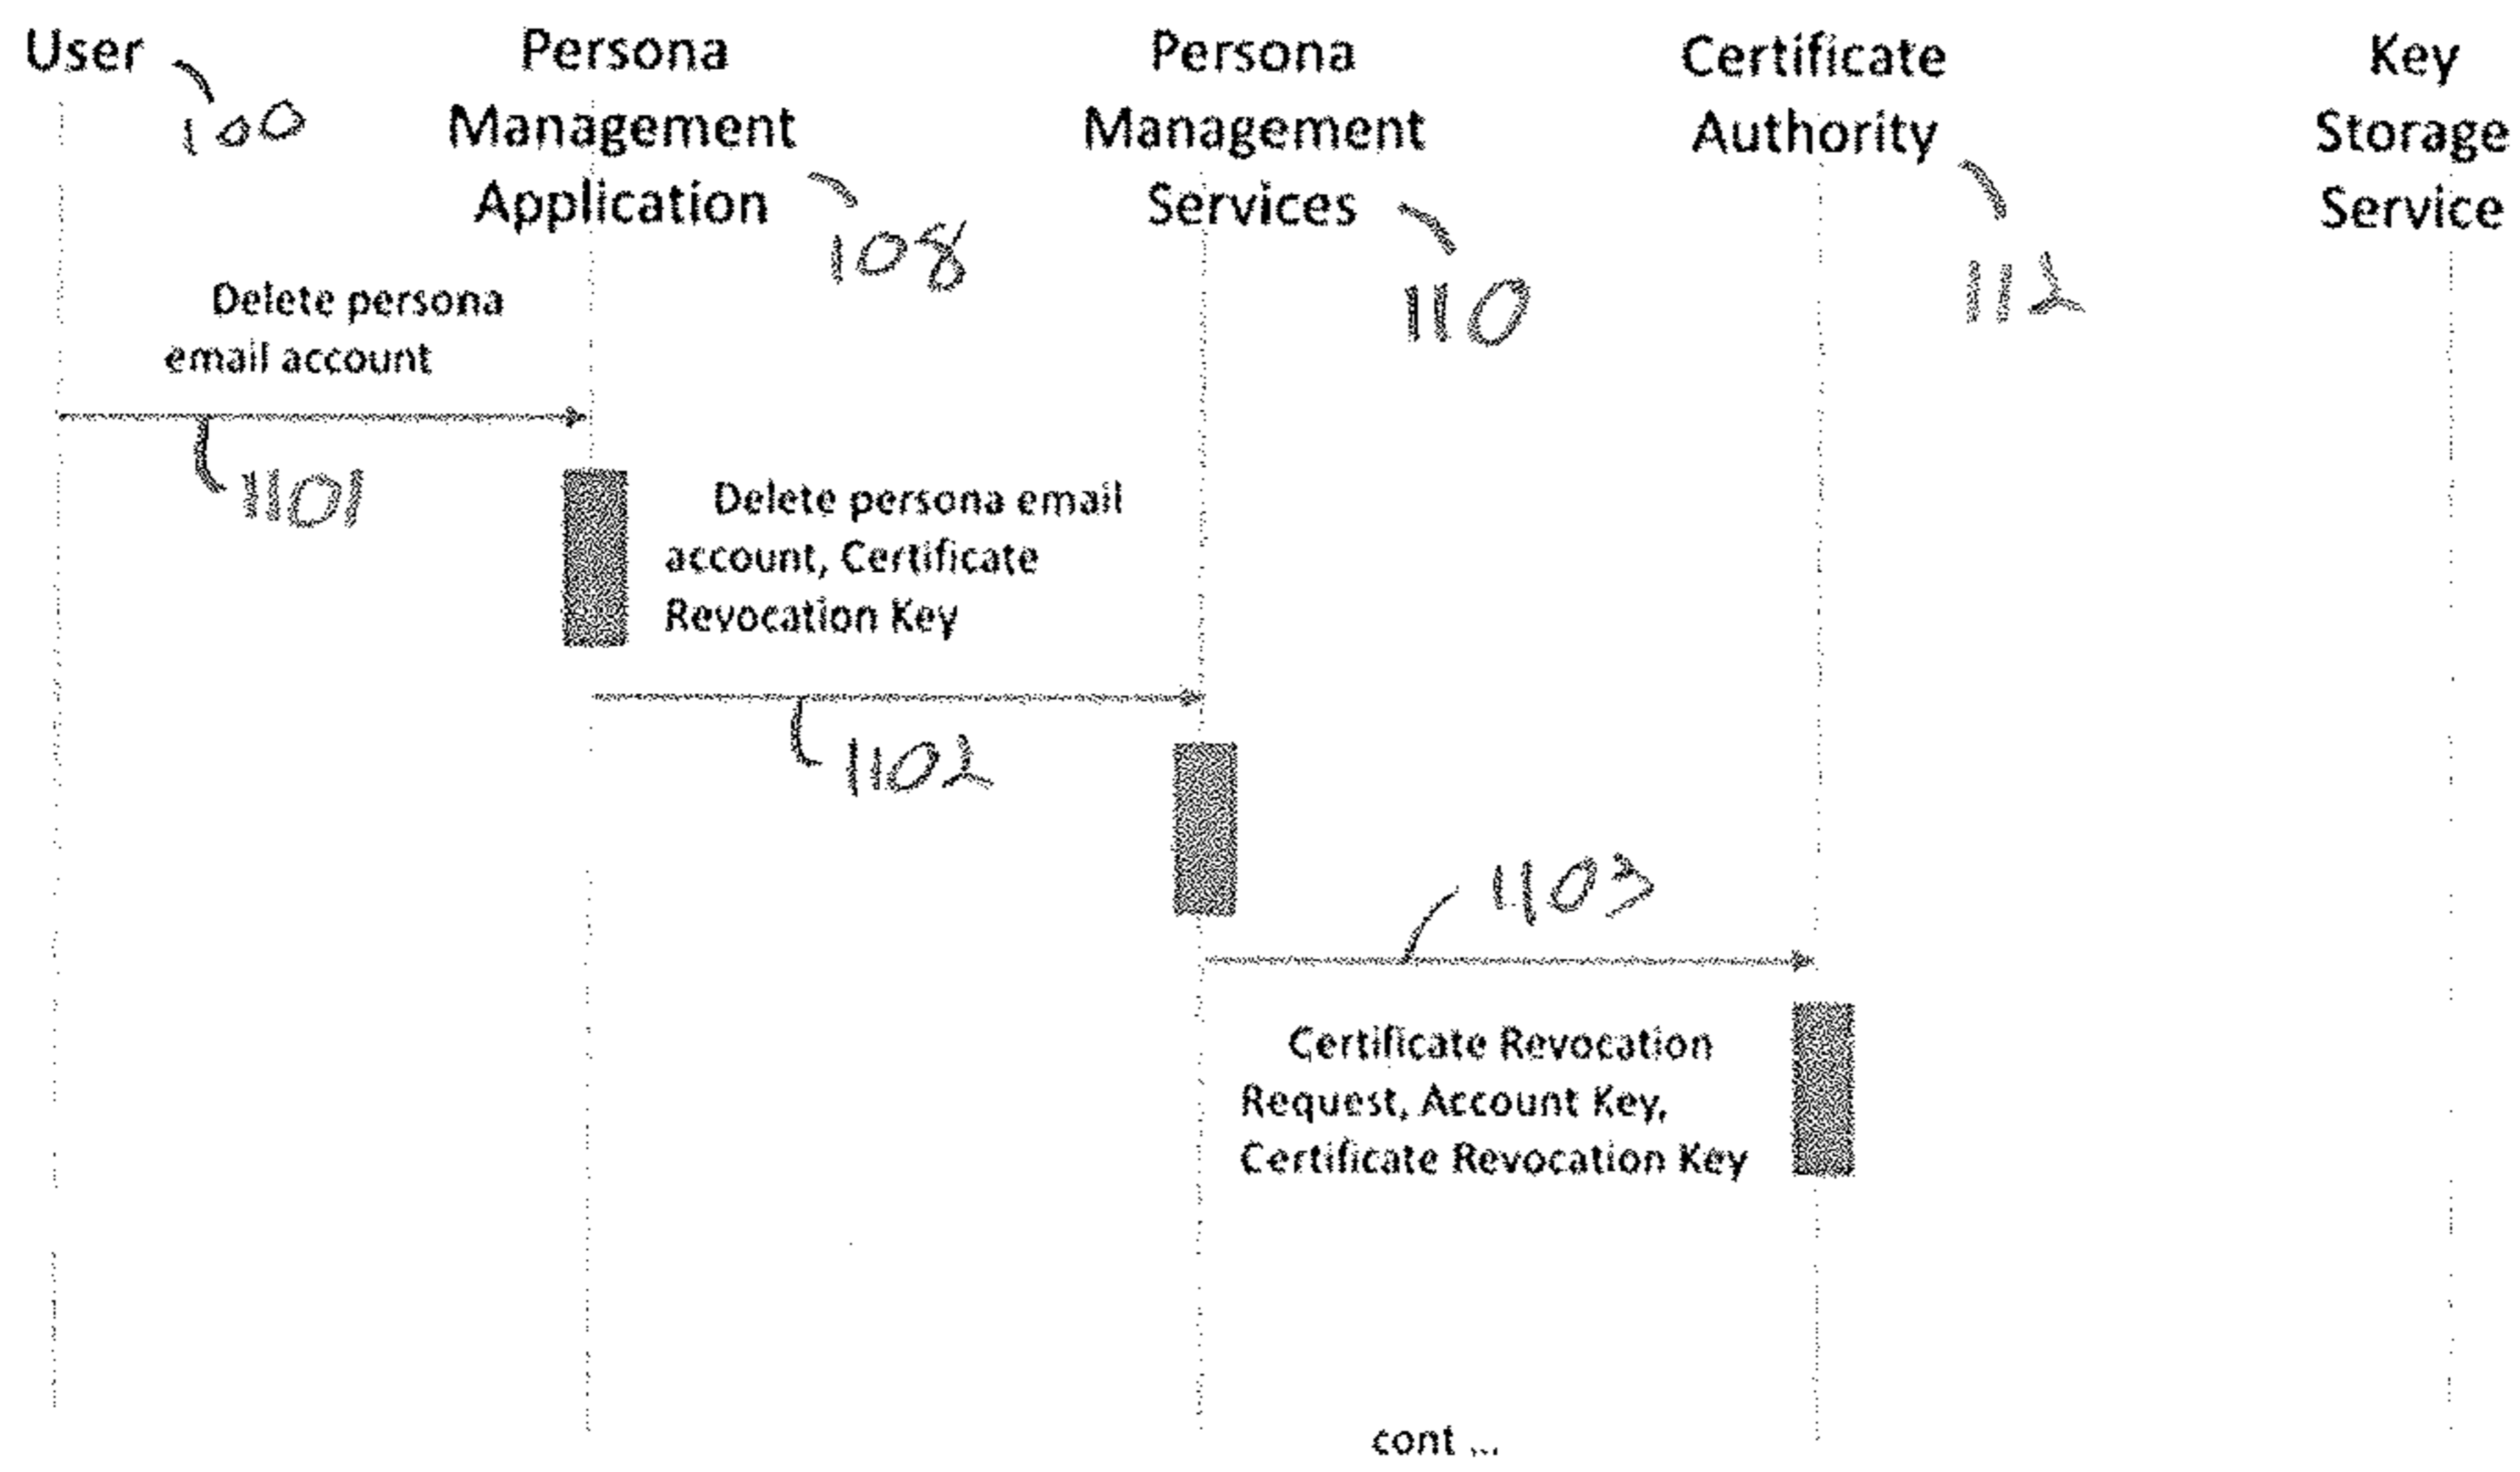 User
100
Persona
Management
Application
108
Persona
Management
Services
110
Certificate
Authority
112
Key
Storage
Service
Delete persona
email account
1101
Delete persona email
account, Certificate
Revocation Key
1102
1103
Certificate Revocation
Request, Account Key,
Certificate Revocation Key
cont ...